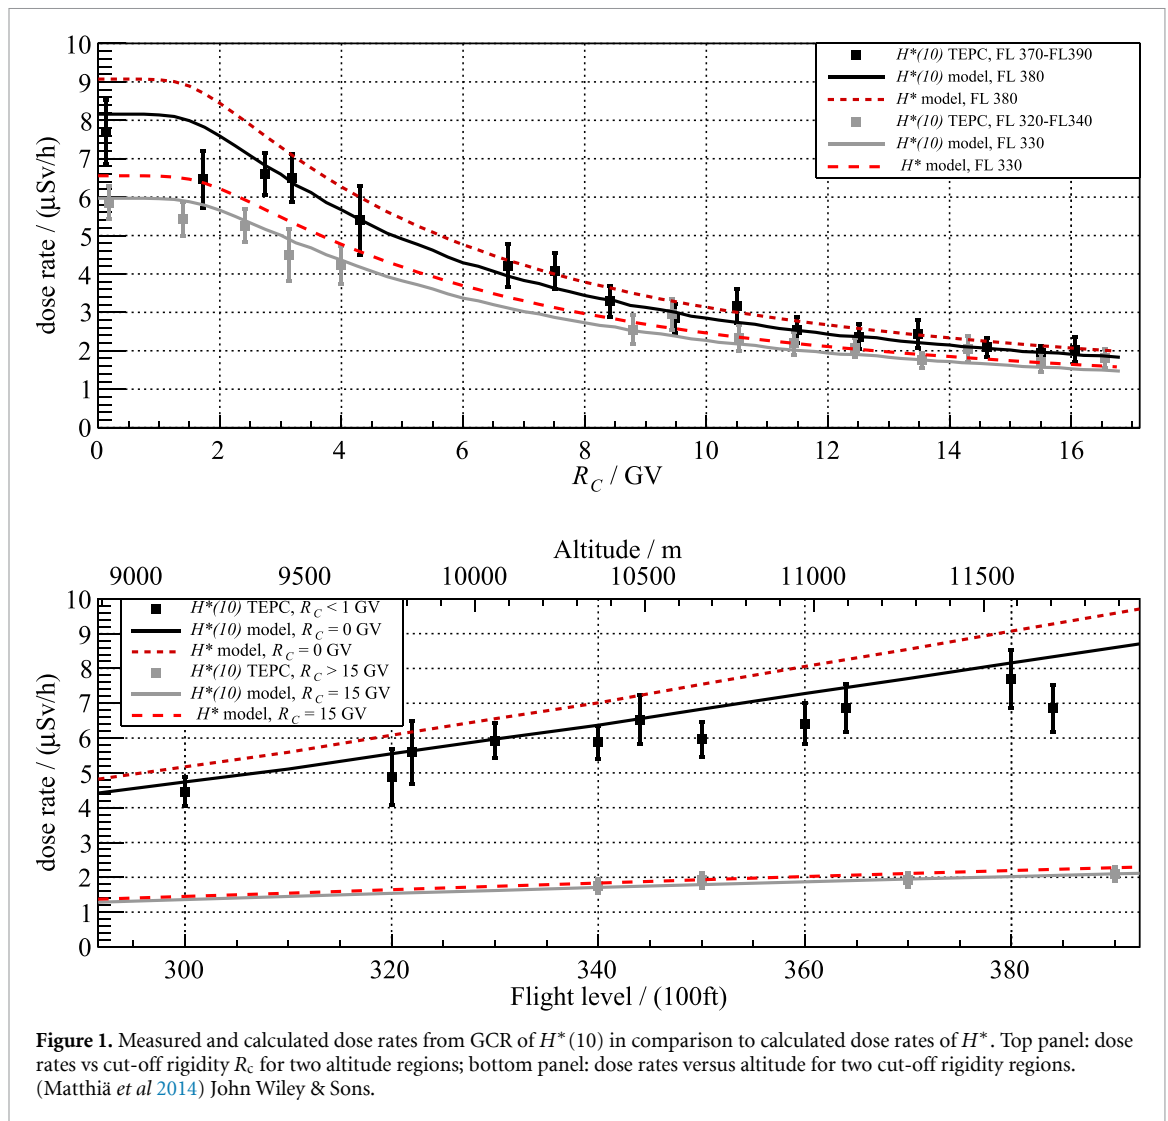 10
9
8
7
6
5
4
3
2
1
0
dose rate / (μSv/h)
H*(10) TEPC, FL 370-FL390
H*(10) model, FL 380
H* model, FL 380
H*(10) TEPC, FL 320-FL340
H*(10) model, FL 330
H* model, FL 330
0 2 4 6 8 10 12 14 16
R_C / GV
Altitude / m
9000 9500 10000 10500 11000 11500
10
9
8
7
6
5
4
3
2
1
0
dose rate / (μSv/h)
H*(10) TEPC, R_C < 1 GV
H*(10) model, R_C = 0 GV
H* model, R_C = 0 GV
H*(10) TEPC, R_C > 15 GV
H*(10) model, R_C = 15 GV
H* model, R_C = 15 GV
300 320 340 360 380
Flight level / (100ft)
Figure 1. Measured and calculated dose rates from GCR of H*(10) in comparison to calculated dose rates of H*. Top panel: dose
rates vs cut-off rigidity Rc for two altitude regions; bottom panel: dose rates versus altitude for two cut-off rigidity regions.
(Matthiä et al 2014) John Wiley & Sons.